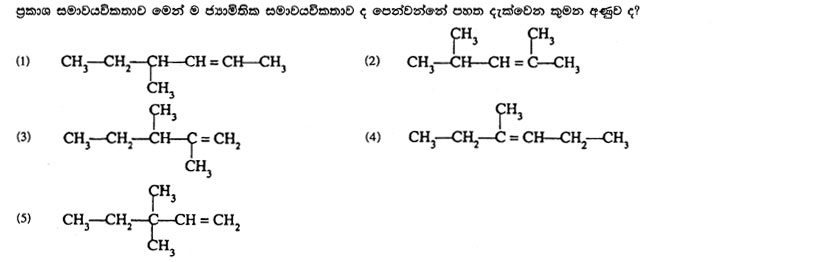 ප්‍රකාශ සමාවයවිකතාව මෙන් ම ජ්‍යාමිතික සමාවයවිකතාව ද පෙන්වන්නේ පහත දැක්වෙන කුමන අණුව ද?
(1) CH₃—CH₂—CH—CH=CH—CH₃
CH₃
(2) CH₃ CH₃
CH₃—CH—CH=C—CH₃
(3) CH₃
CH₃—CH₂—CH—C=CH₂
CH₃
(4) CH₃
CH₃—CH₂—C=CH—CH₂—CH₃
(5) CH₃
CH₃—CH₂—C—CH=CH₂
CH₃